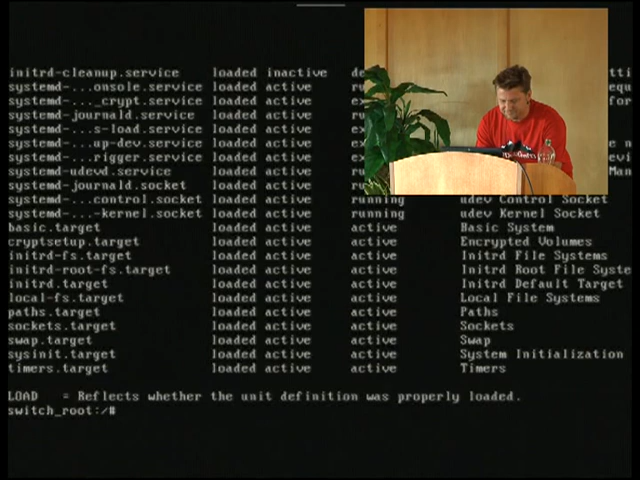 initrd-cleanup.service loaded inactive de
systemd-...onsole.service loaded active
systemd-..._crypt.service loaded active ex
systemd-journald.service loaded active
systemd-...s-load.service loaded active ex
systemd-...up-dev.service loaded active ex
systemd-...rigger.service loaded active ex
systemd-udevd.service loaded active
systemd-journald.socket loaded active
systemd-...control.socket loaded active running udev Control Socket
systemd-...-kernel.socket loaded active running udev Kernel Socket
basic.target loaded active active Basic System
cryptsetup.target loaded active active Encrypted Volumes
initrd-fs.target loaded active active Initrd File Systems
initrd-root-fs.target loaded active active Initrd Root File Syste
initrd.target loaded active active Initrd Default Target
local-fs.target loaded active active Local File Systems
paths.target loaded active active Paths
sockets.target loaded active active Sockets
swap.target loaded active active Swap
sysinit.target loaded active active System Initialization
timers.target loaded active active Timers
LOAD = Reflects whether the unit definition was properly loaded.
switch_root:/#